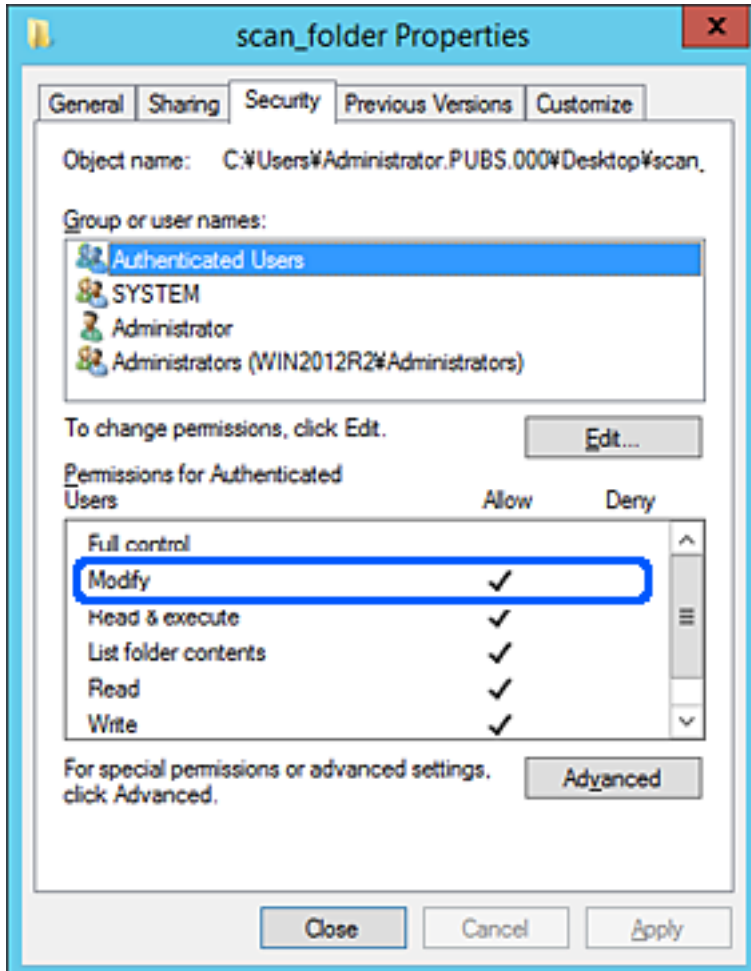 scan_folder Properties
x
General Sharing Security Previous Versions Customize
Object name: C:¥Users¥Administrator.PUBS.000¥Desktop¥scan_
Group or user names:
Authenticated Users
SYSTEM
Administrator
Administrators (WIN2012R2¥Administrators)
To change permissions, click Edit.
Edit...
Permissions for Authenticated
Users Allow Deny
Full control
Modify
Read & execute
List folder contents
Read
Write
For special permissions or advanced settings,
click Advanced.
Advanced
Close Cancel Apply